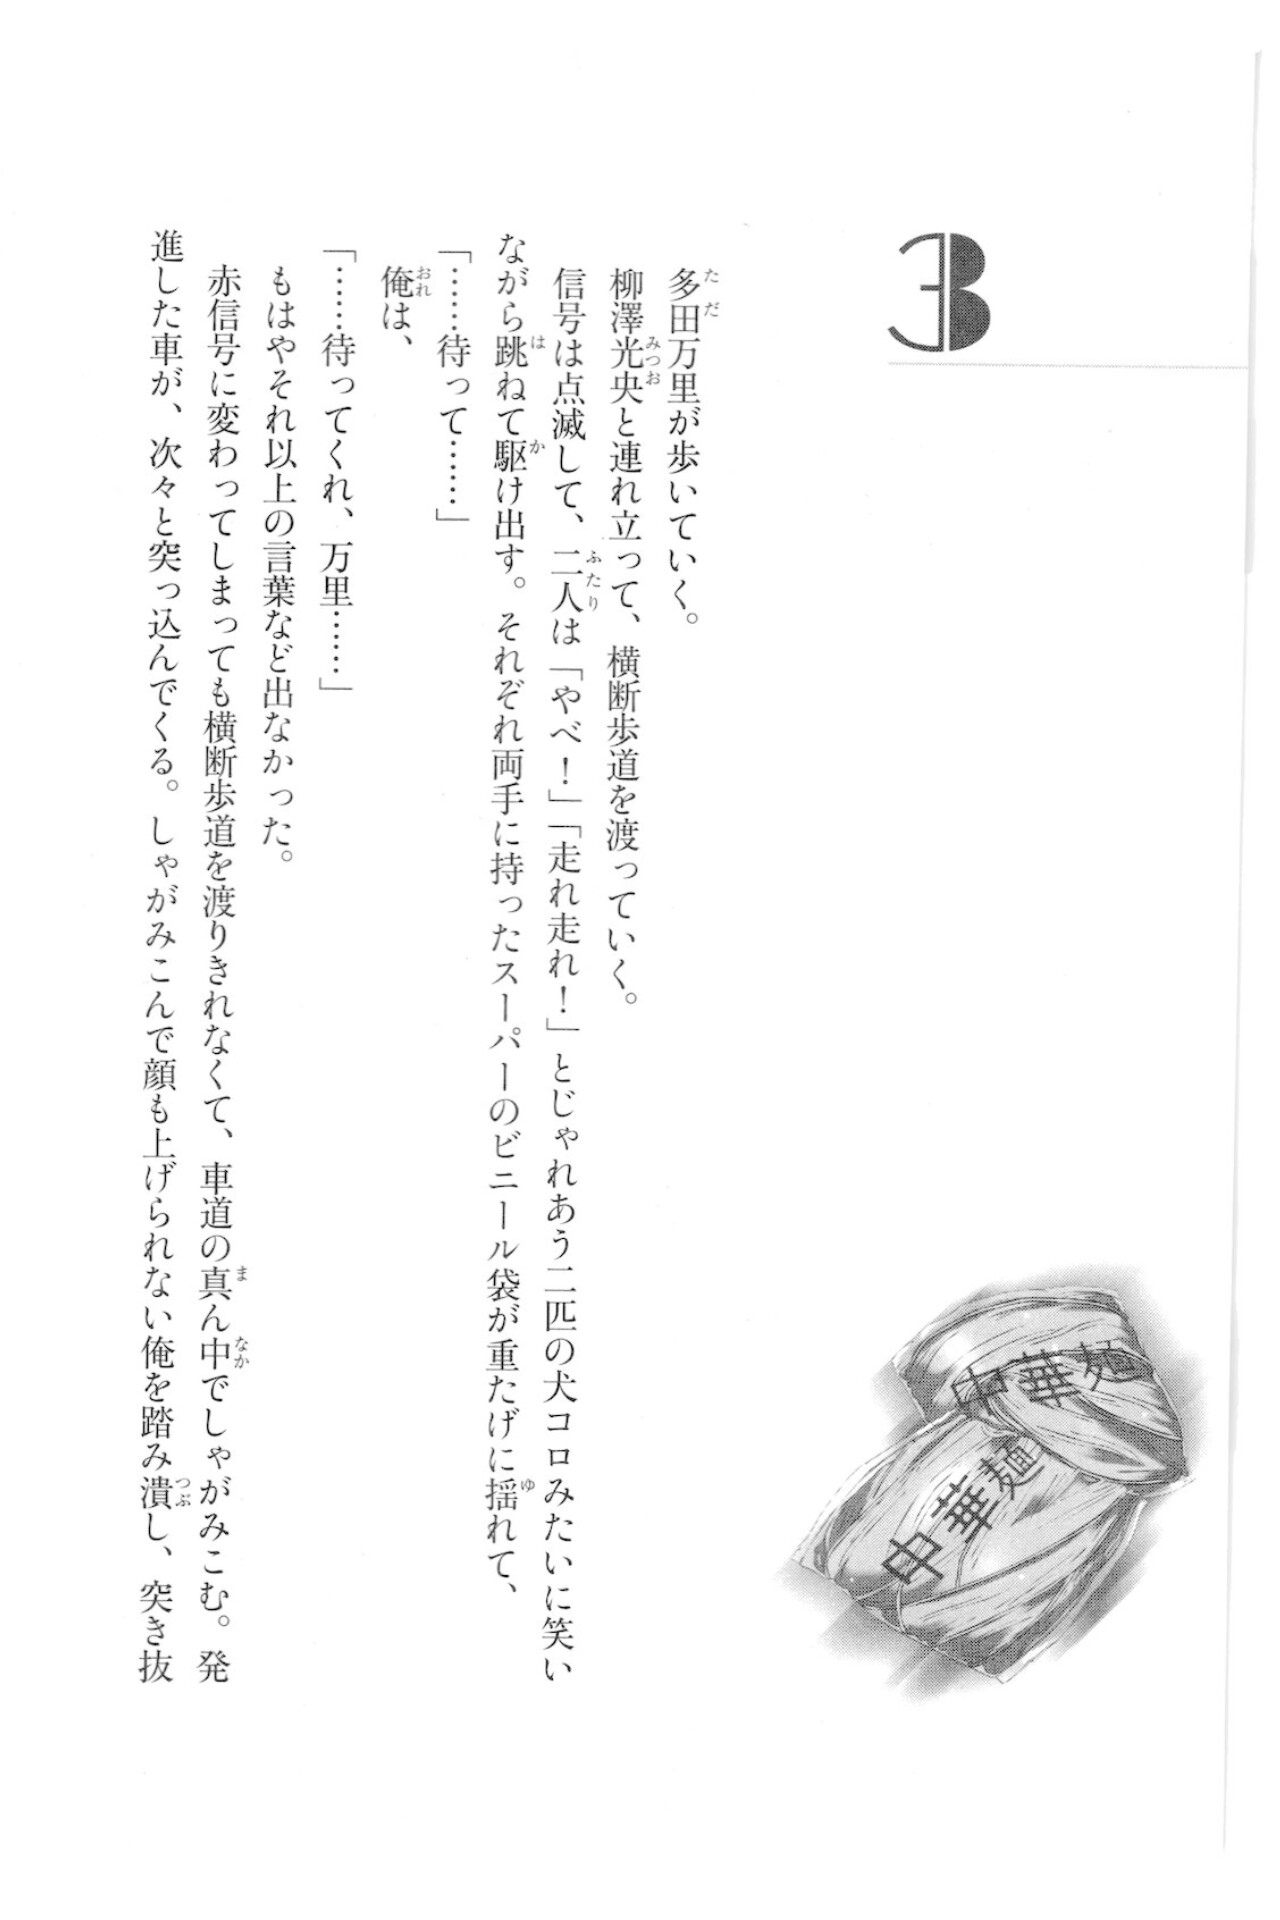 3
多田万里が歩いていく。
柳澤光央と連れ立って、横断歩道を渡っていく。
信号は点滅して、二人は「やべ！」「走れ走れ！」とじゃれあう二匹の犬コロみたいに笑い
ながら跳ねて駆け出す。それぞれ両手に持ったスーパーのビニール袋が重たげに揺れて、
「……待って……」
俺は、
「……待ってくれ、万里……」
もはやそれ以上の言葉など出なかった。
赤信号に変わってしまっても横断歩道を渡りきれなくて、車道の真ん中でしゃがみこむ。発
進した車が、次々と突っ込んでくる。しゃがみこんで顔も上げられない俺を踏み潰し、突き抜
中華麺
中華麺